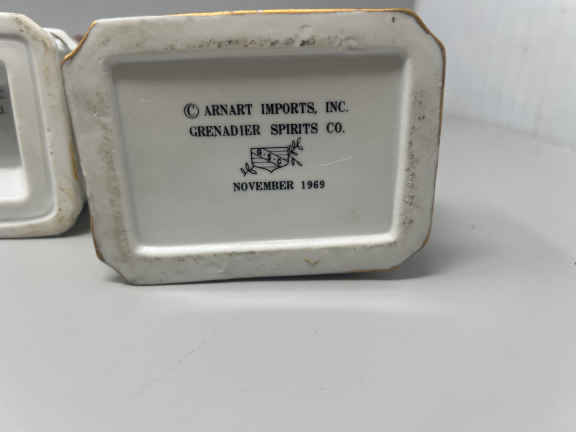 © ARNART IMPORTS, INC.
GRENADIER SPIRITS CO.
G S C
NOVEMBER 1969